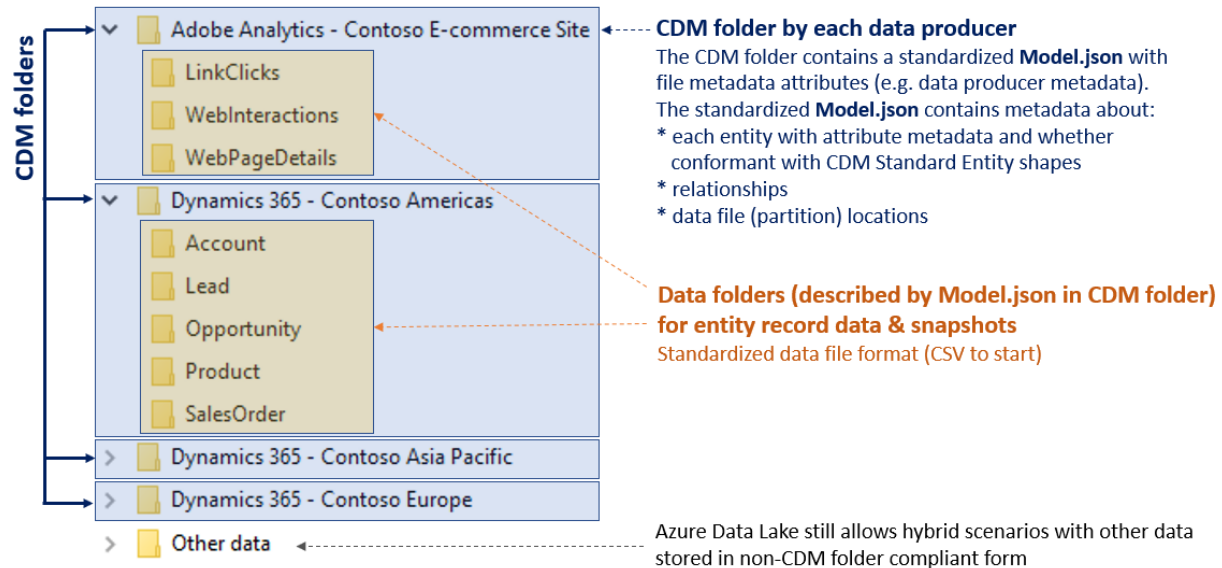 CDM folders
Adobe Analytics - Contoso E-commerce Site
LinkClicks
WebInteractions
WebPageDetails
Dynamics 365 - Contoso Americas
Account
Lead
Opportunity
Product
SalesOrder
Dynamics 365 - Contoso Asia Pacific
Dynamics 365 - Contoso Europe
Other data
CDM folder by each data producer
The CDM folder contains a standardized Model.json with
file metadata attributes (e.g. data producer metadata).
The standardized Model.json contains metadata about:
* each entity with attribute metadata and whether
conformant with CDM Standard Entity shapes
* relationships
* data file (partition) locations
Data folders (described by Model.json in CDM folder)
for entity record data & snapshots
Standardized data file format (CSV to start)
Azure Data Lake still allows hybrid scenarios with other data
stored in non-CDM folder compliant form